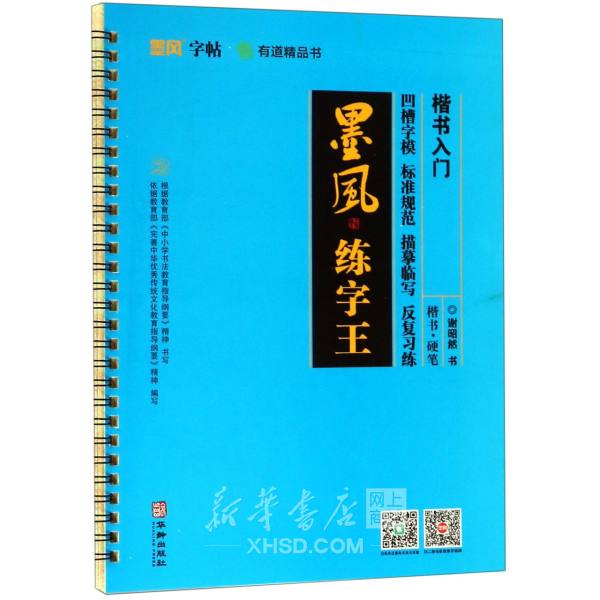 墨风 字帖 有道精品书
楷书入门
凹槽字模 标准规范 描摹临写 反复习练
◎谢昭然 书
楷书·硬笔
墨風
练字王
根据教育部《中小学书法教育指导纲要》精神 书写
依据教育部《完善中华优秀传统文化教育指导纲要》精神 编写
新華書店 网上商
XHSD.COM
华龄出版社
HUALING PRESS